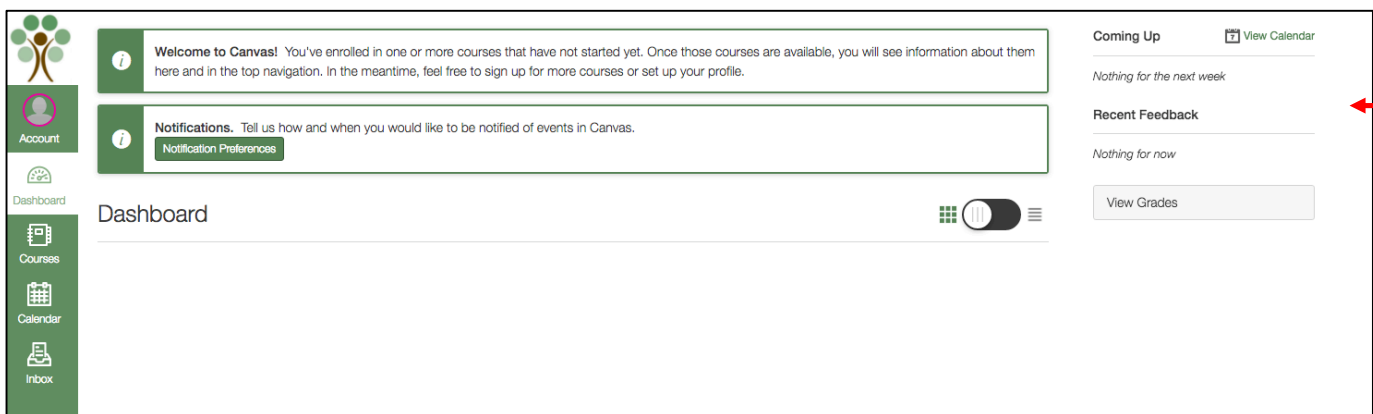 Welcome to Canvas! You've enrolled in one or more courses that have not started yet. Once those courses are available, you will see information about them
here and in the top navigation. In the meantime, feel free to sign up for more courses or set up your profile.
Notifications. Tell us how and when you would like to be notified of events in Canvas.
Notification Preferences
Dashboard
Account
Dashboard
Courses
Calendar
Inbox
Coming Up
7
View Calendar
Nothing for the next week
Recent Feedback
Nothing for now
View Grades